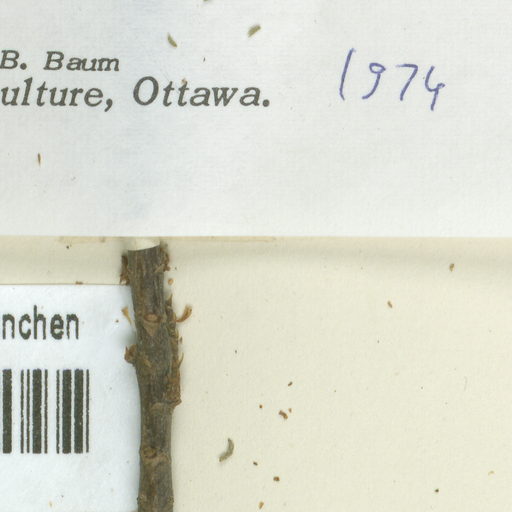 B. Baum
ulture, Ottawa. 1974
nchen